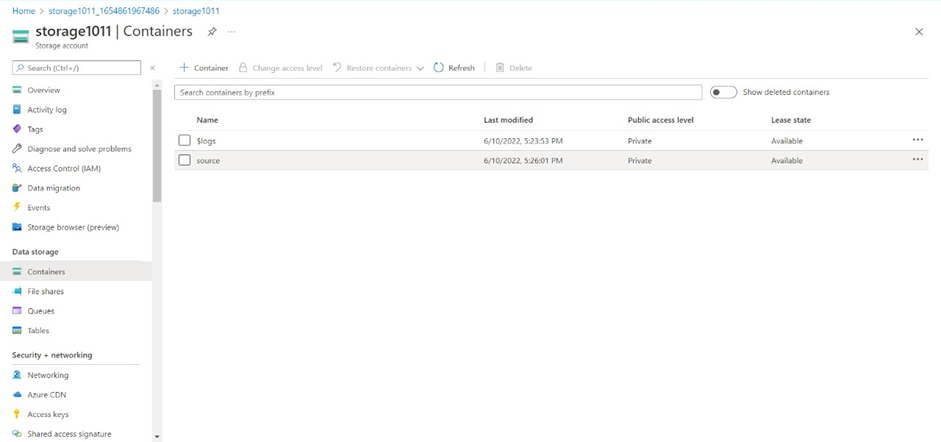 Home > storage1011_1654861967486 > storage1011
storage1011 | Containers
Storage account
Search (Ctrl+/)
Overview
Activity log
Tags
Diagnose and solve problems
Access Control (IAM)
Data migration
Events
Storage browser (preview)
Data storage
Containers
File shares
Queues
Tables
Security + networking
Networking
Azure CDN
Access keys
Shared access signature
+ Container Change access level Restore containers Refresh | Delete
Search containers by prefix Show deleted containers
Name Last modified Public access level Lease state
$logs 6/10/2022, 5:23:53 PM Private Available
source 6/10/2022, 5:26:01 PM Private Available